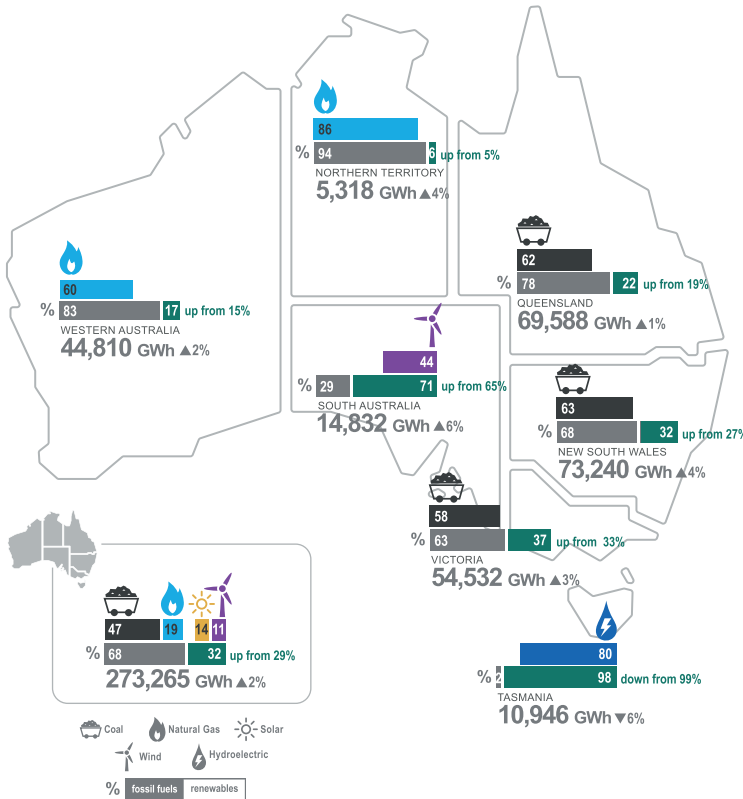 86
% 94 6 up from 5%
NORTHERN TERRITORY
5,318 GWh ▲4%
62
% 78 22 up from 19%
QUEENSLAND
69,588 GWh ▲1%
60
% 83 17 up from 15%
WESTERN AUSTRALIA
44,810 GWh ▲2%
44
% 29 71 up from 65%
SOUTH AUSTRALIA
14,832 GWh ▲6%
63
% 68 32 up from 27%
NEW SOUTH WALES
73,240 GWh ▲4%
58
% 63 37 up from 33%
VICTORIA
54,532 GWh ▲3%
47 19 14 11
% 68 32 up from 29%
273,265 GWh ▲2%
80
% 2 98 down from 99%
TASMANIA
10,946 GWh ▼6%
Coal Natural Gas Solar
Wind Hydroelectric
% fossil fuels renewables